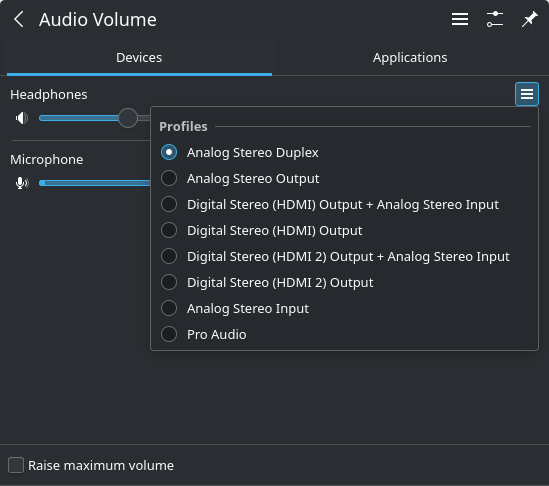 Audio Volume
Devices
Applications
Headphones
Profiles
Analog Stereo Duplex
Analog Stereo Output
Microphone
Digital Stereo (HDMI) Output + Analog Stereo Input
Digital Stereo (HDMI) Output
Digital Stereo (HDMI 2) Output + Analog Stereo Input
Digital Stereo (HDMI 2) Output
Analog Stereo Input
Pro Audio
Raise maximum volume